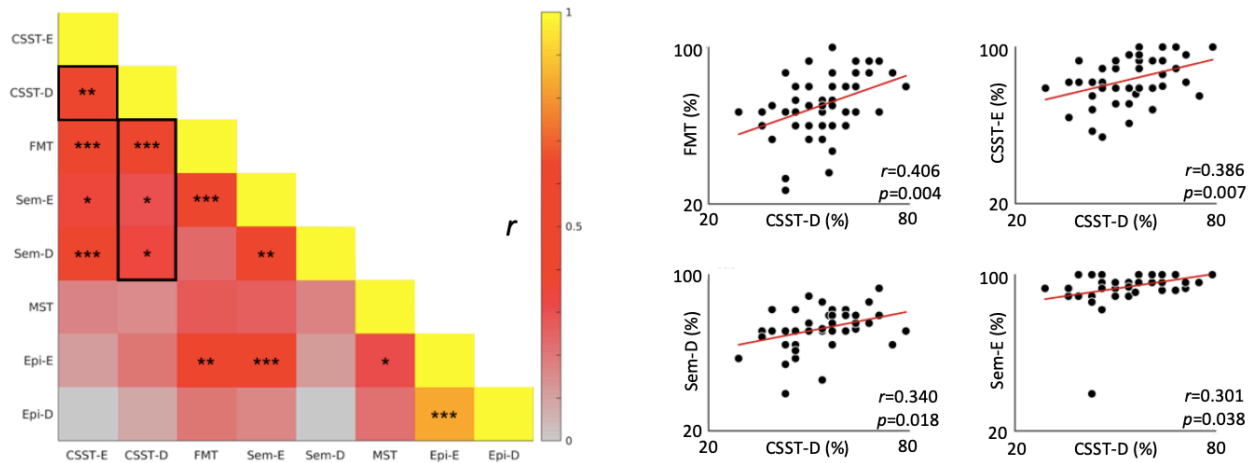 CSST-E
CSST-D **
FMT *** ***
Sem-E * * ***
Sem-D *** * **
MST
Epi-E ** *** *
Epi-D ***
CSST-E CSST-D FMT Sem-E Sem-D MST Epi-E Epi-D
r
1
0.5
0
100
FMT (%)
r=0.406
p=0.004
20
20 CSST-D (%) 80
100
CSST-E (%)
r=0.386
p=0.007
20
20 CSST-D (%) 80
100
Sem-D (%)
r=0.340
p=0.018
20
20 CSST-D (%) 80
100
Sem-E (%)
r=0.301
p=0.038
20
20 CSST-D (%) 80